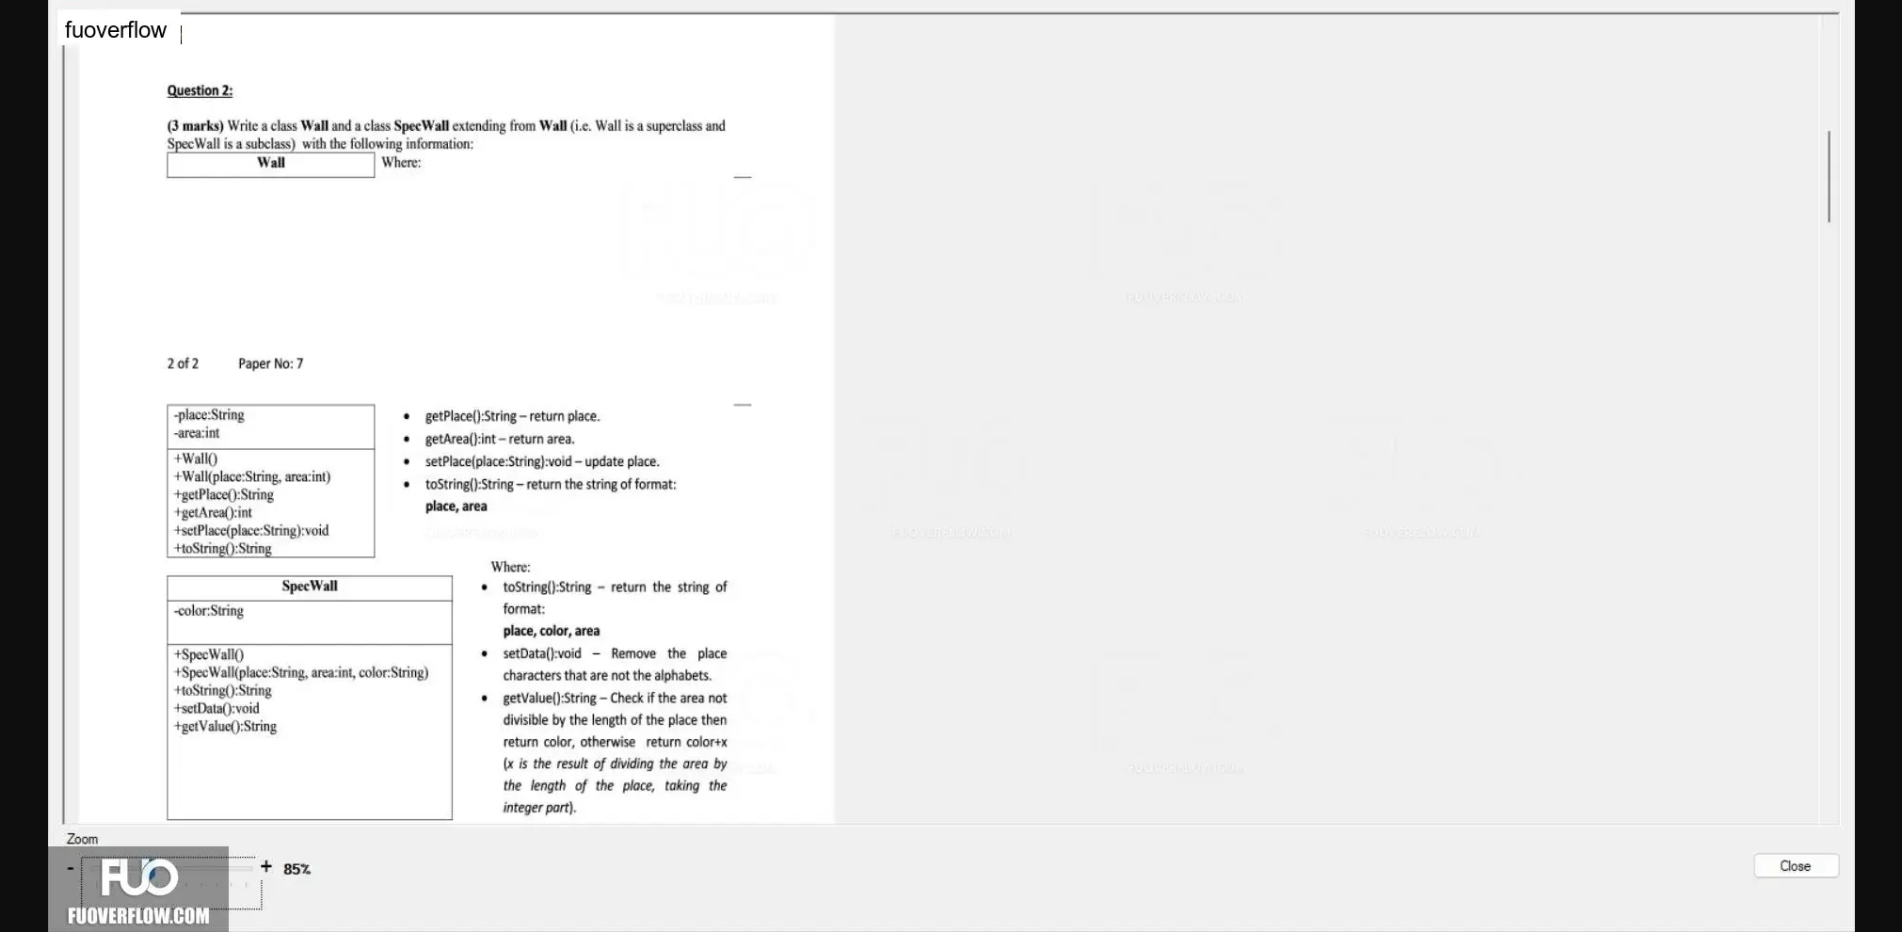 fuoverflow
Question 2:
(3 marks) Write a class Wall and a class SpecWall extending from Wall (i.e. Wall is a superclass and
SpecWall is a subclass) with the following information:
Wall
Where:
2 of 2 Paper No: 7
-place:String
-area:int
+Wall()
+Wall(place:String, area:int)
+getPlace():String
+getArea():int
+setPlace(place:String):void
+toString():String
• getPlace():String – return place.
• getArea():int – return area.
• setPlace(place:String):void – update place.
• toString():String – return the string of format:
place, area
SpecWall
-color:String
+SpecWall()
+SpecWall(place:String, area:int, color:String)
+toString():String
+setData():void
+getValue():String
Where:
• toString():String – return the string of
format:
place, color, area
• setData():void – Remove the place
characters that are not the alphabets.
• getValue():String – Check if the area not
divisible by the length of the place then
return color, otherwise return color+x
(x is the result of dividing the area by
the length of the place, taking the
integer part).
Zoom
- + 85%
Close
FUO
FUOVERFLOW.COM
FUOVERFLOW.COM
FUOVERFLOW.COM
FUOVERFLOW.COM
FUOVERFLOW.COM